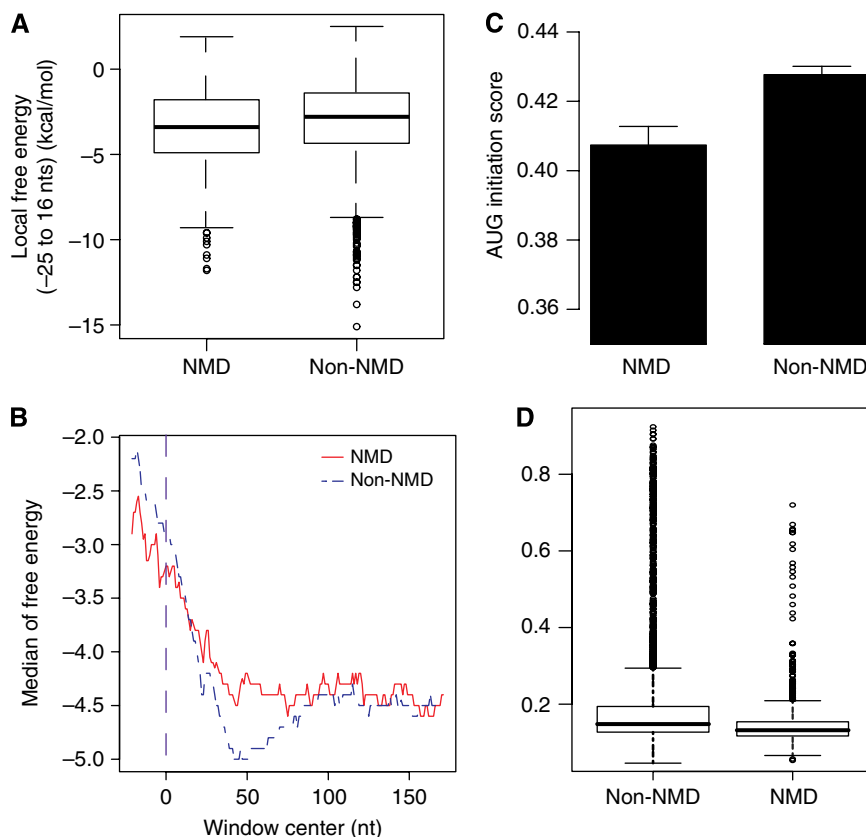 A
Local free energy
(−25 to 16 nts) (kcal/mol)
0
−5
−10
−15
NMD
Non-NMD
C
AUG initiation score
0.44
0.42
0.40
0.38
0.36
NMD
Non-NMD
B
Median of free energy
−2.0
−2.5
−3.0
−3.5
−4.0
−4.5
−5.0
NMD
Non-NMD
0
50
100
150
Window center (nt)
D
0.8
0.6
0.4
0.2
Non-NMD
NMD